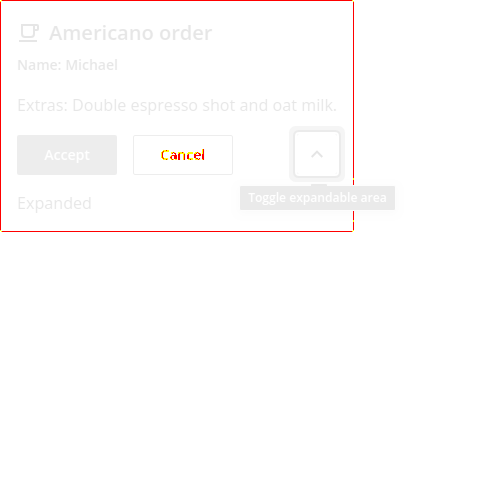 Americano order
Name: Michael
Extras: Double espresso shot and oat milk.
Accept
Cancel
Toggle expandable area
Expanded